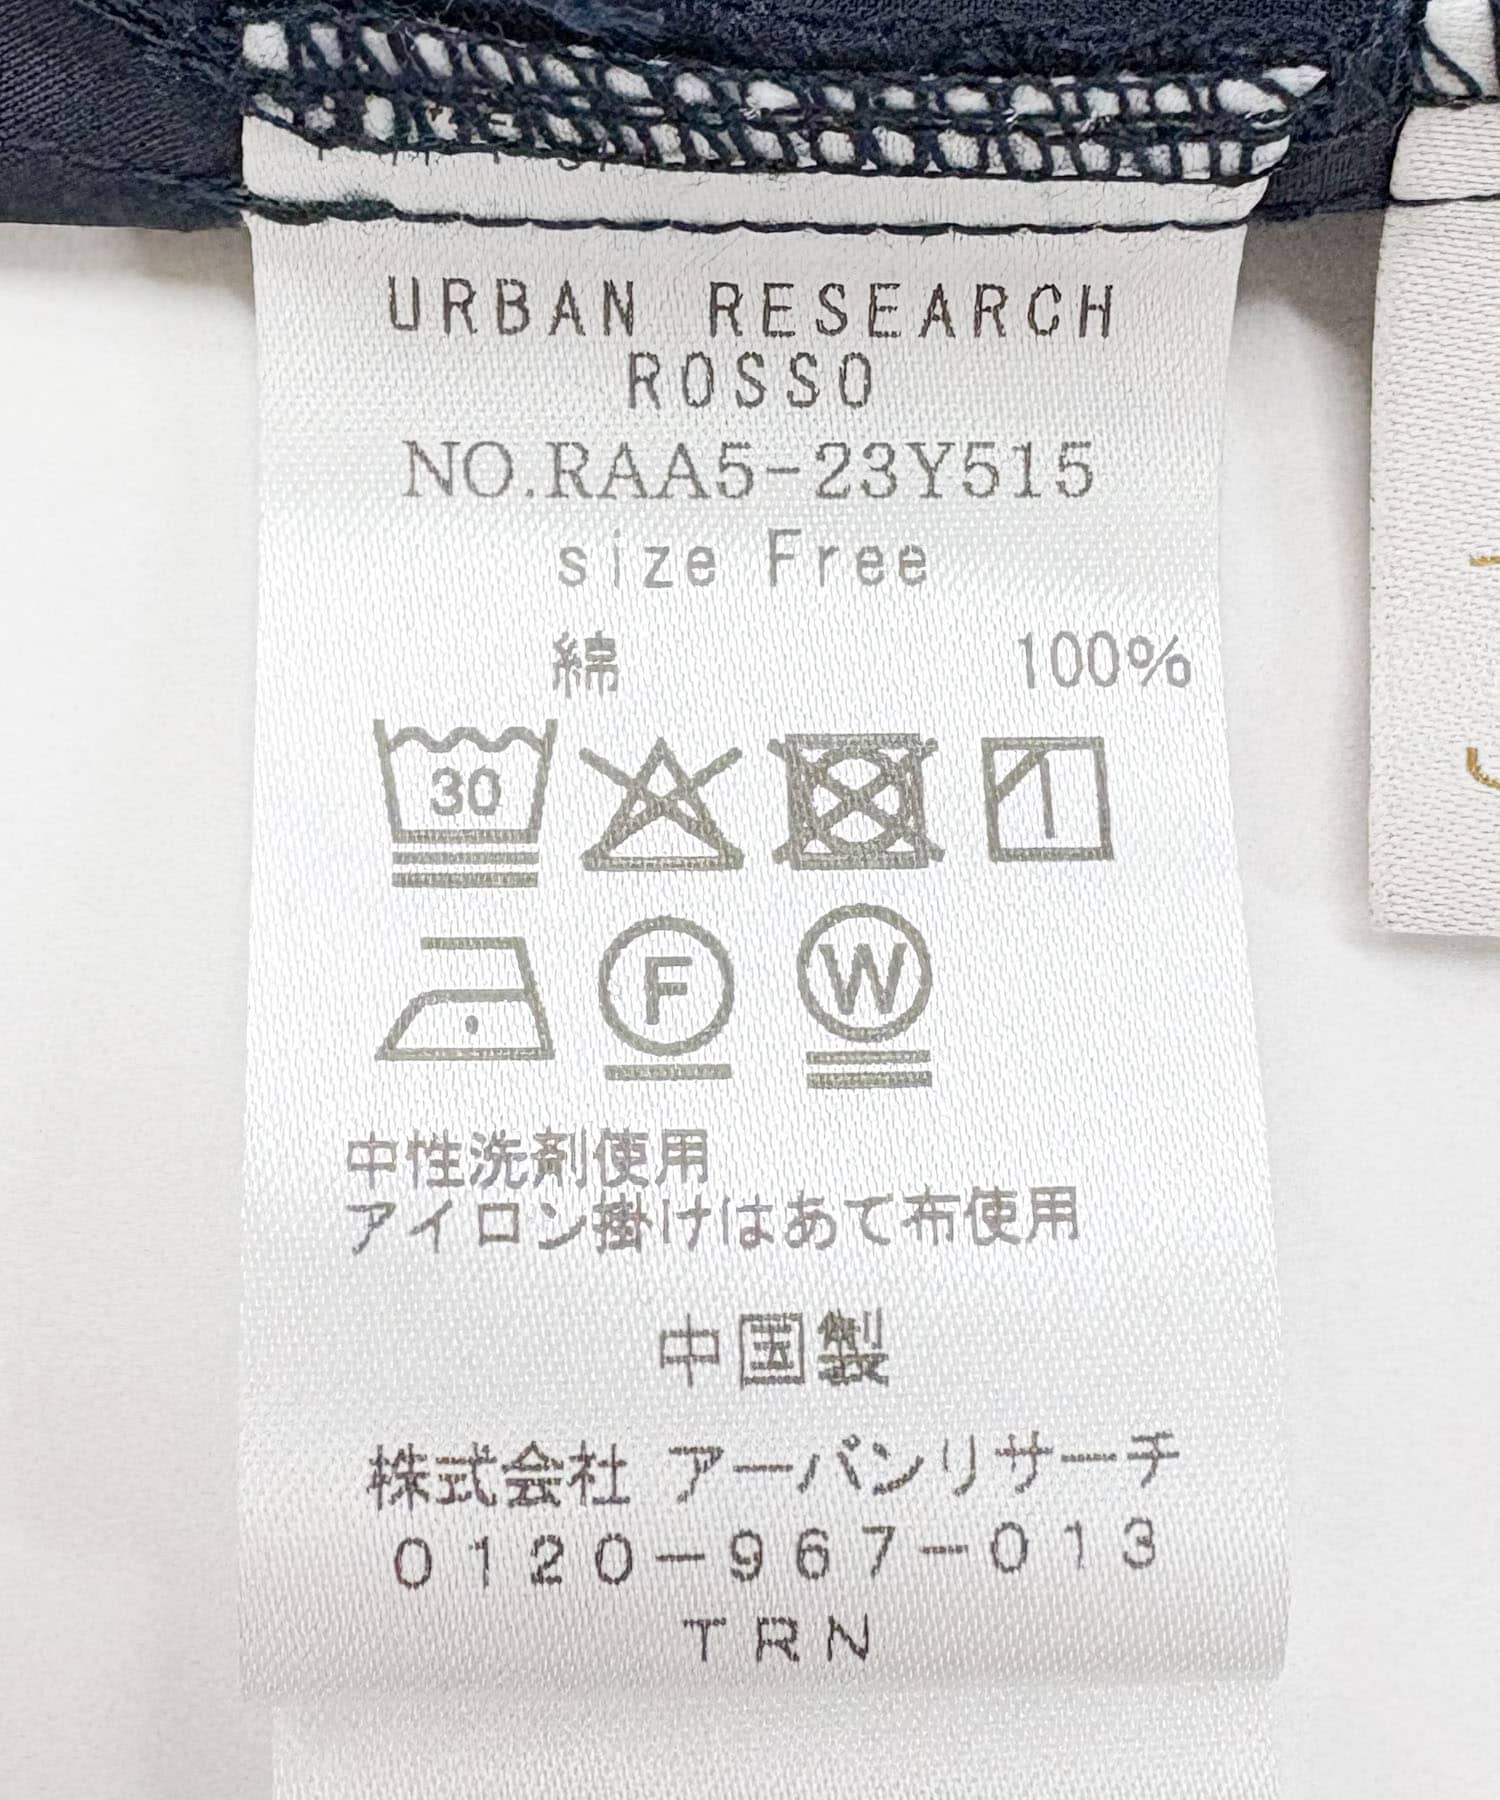 URBAN RESEARCH
ROSSO
NO.RAA5-23Y515
size Free
綿 100%
30
F W
中性洗剤使用
アイロン掛けはあて布使用
中国製
株式会社 アーバンリサーチ
0120-967-013
TRN